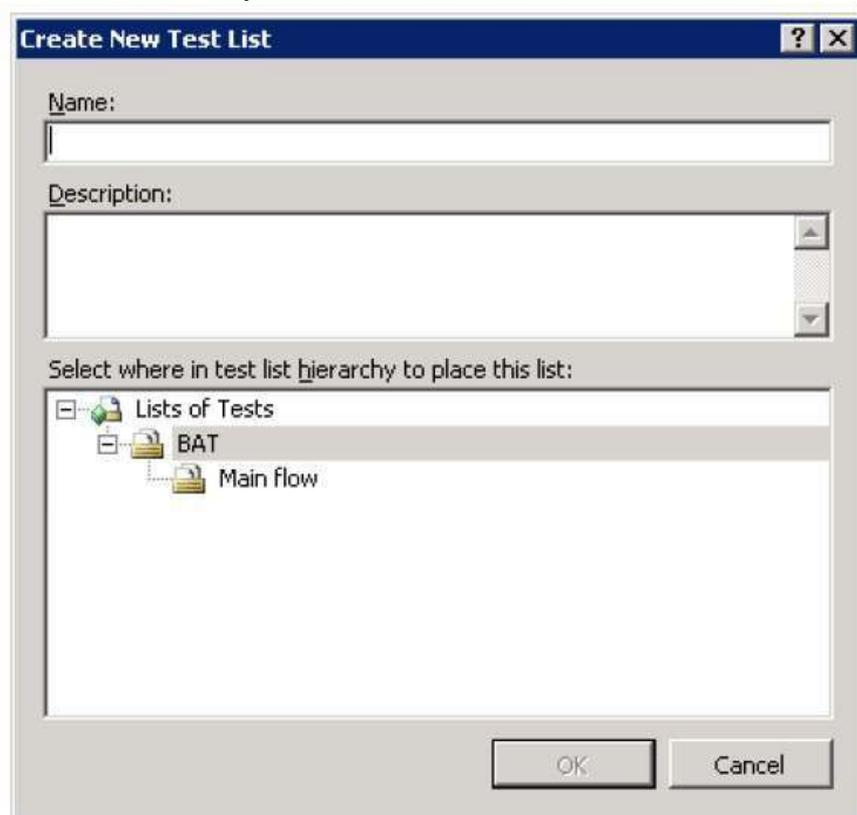 Create New Test List
Name:
Description:
Select where in test list hierarchy to place this list:
Lists of Tests
BAT
Main flow
OK
Cancel